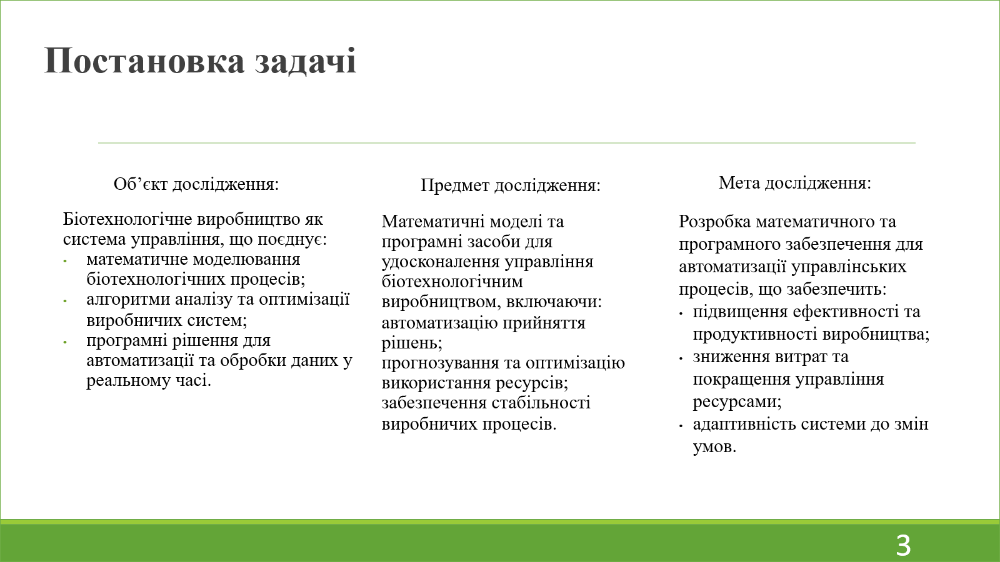 Постановка задачі
Об’єкт дослідження:
Біотехнологічне виробництво як
система управління, що поєднує:
• математичне моделювання
біотехнологічних процесів;
• алгоритми аналізу та оптимізації
виробничих систем;
• програмні рішення для
автоматизації та обробки даних у
реальному часі.
Предмет дослідження:
Математичні моделі та
програмні засоби для
удосконалення управління
біотехнологічним
виробництвом, включаючи:
автоматизацію прийняття
рішень;
прогнозування та оптимізацію
використання ресурсів;
забезпечення стабільності
виробничих процесів.
Мета дослідження:
Розробка математичного та
програмного забезпечення для
автоматизації управлінських
процесів, що забезпечить:
• підвищення ефективності та
продуктивності виробництва;
• зниження витрат та
покращення управління
ресурсами;
• адаптивність системи до змін
умов.
3